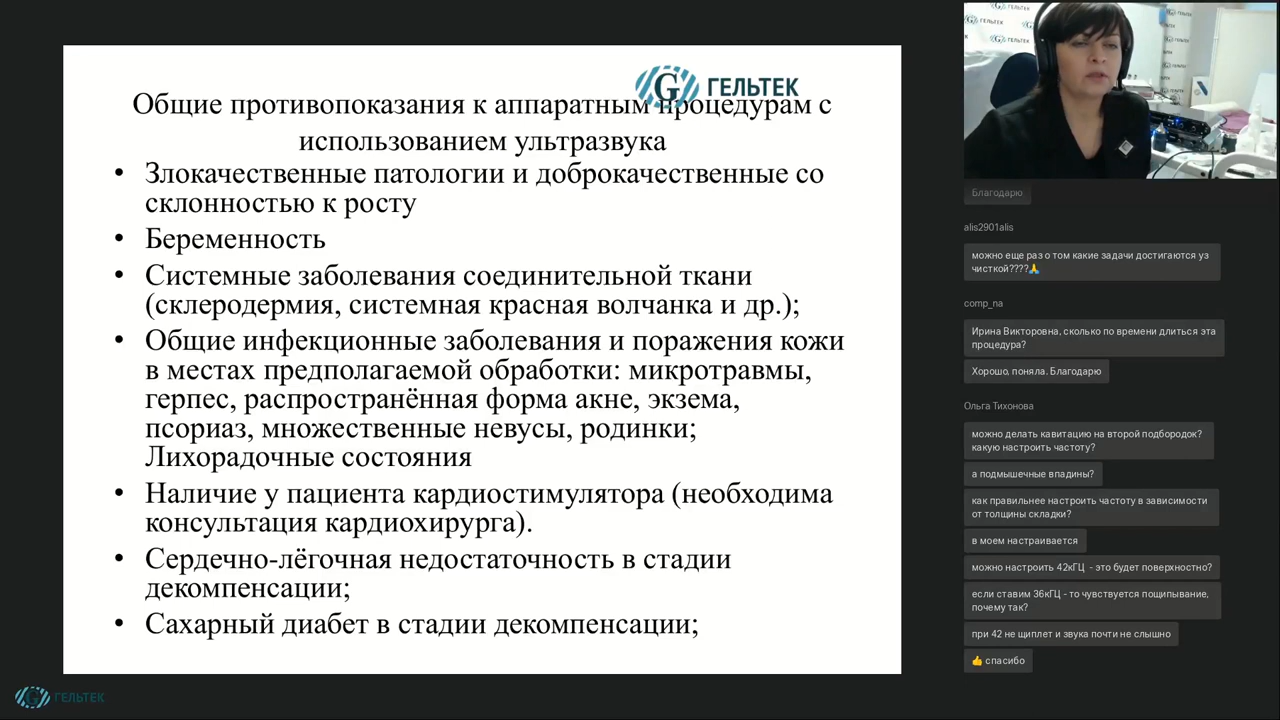 ГЕЛЬТЕК
Общие противопоказания к аппаратным процедурам с
использованием ультразвука
• Злокачественные патологии и доброкачественные со
склонностью к росту
• Беременность
• Системные заболевания соединительной ткани
(склеродермия, системная красная волчанка и др.);
• Общие инфекционные заболевания и поражения кожи
в местах предполагаемой обработки: микротравмы,
герпес, распространённая форма акне, экзема,
псориаз, множественные невусы, родинки;
Лихорадочные состояния
• Наличие у пациента кардиостимулятора (необходима
консультация кардиохирурга).
• Сердечно-лёгочная недостаточность в стадии
декомпенсации;
• Сахарный диабет в стадии декомпенсации;
ГЕЛЬТЕК
Благодарю
alis2901alis
можно еще раз о том какие задачи достигаются уз
чисткой????🙏
comp_na
Ирина Викторовна, сколько по времени длиться эта
процедура?
Хорошо, поняла. Благодарю
Ольга Тихонова
можно делать кавитацию на второй подбородок?
какую настроить частоту?
а подмышечные впадины?
как правильнее настроить частоту в зависимости
от толщины складки?
в моем настраивается
можно настроить 42кГЦ - это будет поверхностно?
если ставим 36кГЦ - то чувствуется пощипывание,
почему так?
при 42 не щиплет и звука почти не слышно
👍 спасибо